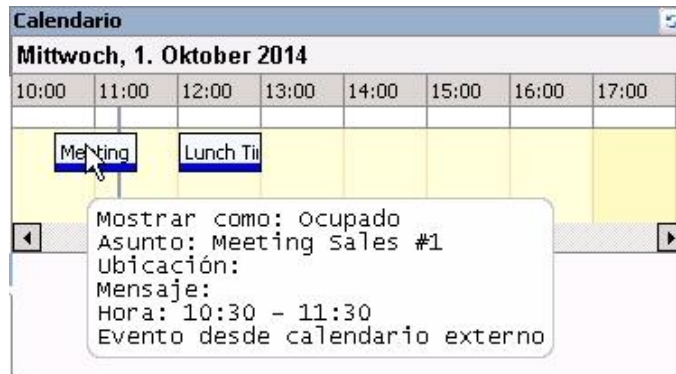 Calendario
Mittwoch, 1. Oktober 2014
10:00 11:00 12:00 13:00 14:00 15:00 16:00 17:00
Meeting Lunch Ti
Mostrar como: Ocupado
Asunto: Meeting Sales #1
Ubicación:
Mensaje:
Hora: 10:30 - 11:30
Evento desde calendario externo